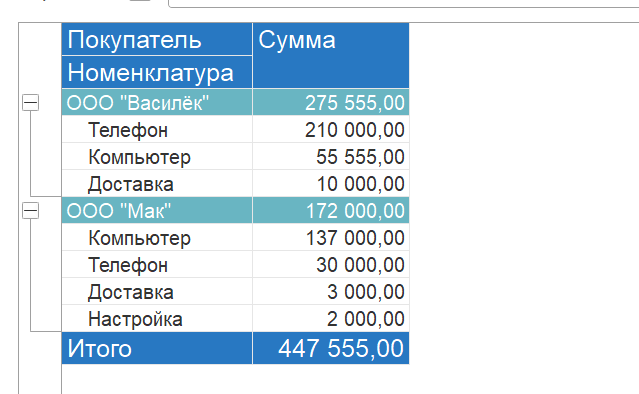 Покупатель Сумма
Номенклатура
ООО "Василёк" 275 555,00
Телефон 210 000,00
Компьютер 55 555,00
Доставка 10 000,00
ООО "Мак" 172 000,00
Компьютер 137 000,00
Телефон 30 000,00
Доставка 3 000,00
Настройка 2 000,00
Итого 447 555,00